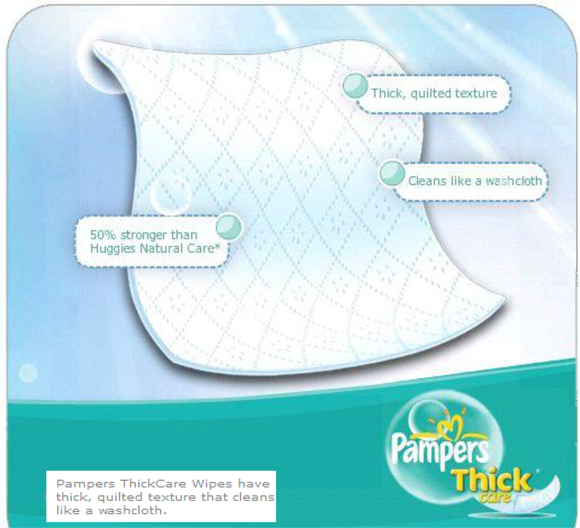 Thick, quilted texture
Cleans like a washcloth
50% stronger than
Huggies Natural Care*
Pampers
Thick
care
Pampers ThickCare Wipes have
thick, quilted texture that cleans
like a washcloth.